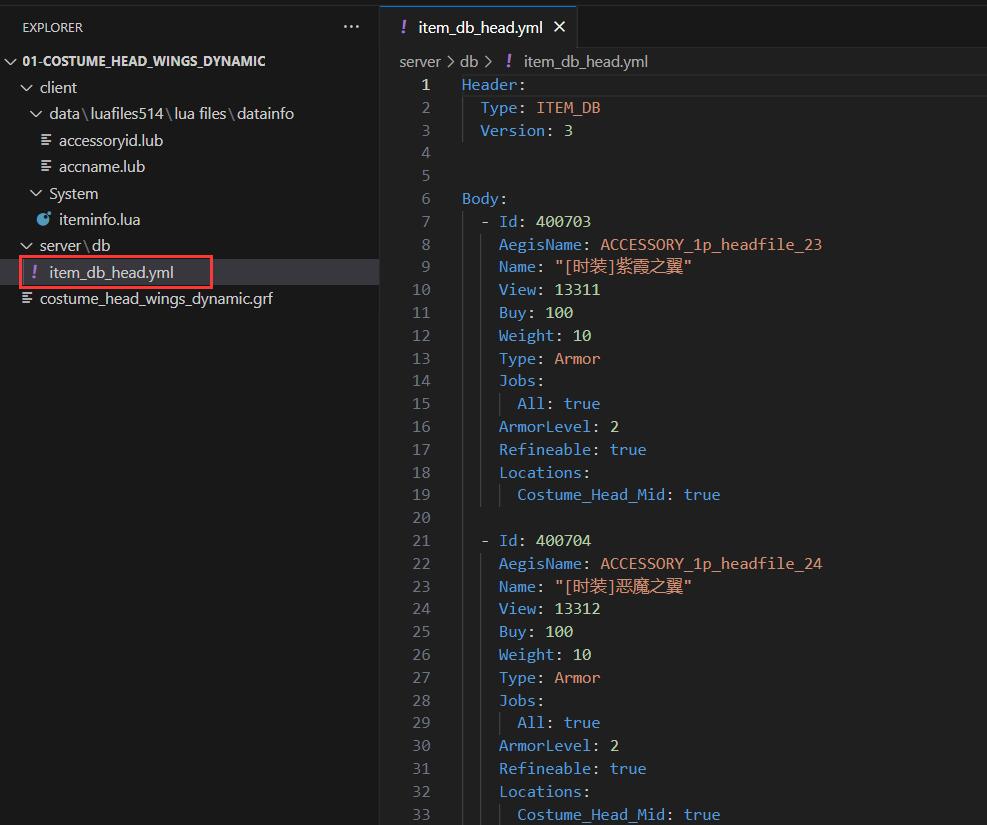 EXPLORER
...
01-COSTUME_HEAD_WINGS_DYNAMIC
client
data\luafiles514\lua files\datainfo
accessoryid.lub
accname.lub
System
iteminfo.lua
server\db
! item_db_head.yml
costume_head_wings_dynamic.grf
! item_db_head.yml ×
server > db > ! item_db_head.yml
1 Header:
2 Type: ITEM_DB
3 Version: 3
4
5
6 Body:
7 - Id: 400703
8 AegisName: ACCESSORY_1p_headfile_23
9 Name: "[时装]紫霞之翼"
10 View: 13311
11 Buy: 100
12 Weight: 10
13 Type: Armor
14 Jobs:
15 All: true
16 ArmorLevel: 2
17 Refineable: true
18 Locations:
19 Costume_Head_Mid: true
20
21 - Id: 400704
22 AegisName: ACCESSORY_1p_headfile_24
23 Name: "[时装]恶魔之翼"
24 View: 13312
25 Buy: 100
26 Weight: 10
27 Type: Armor
28 Jobs:
29 All: true
30 ArmorLevel: 2
31 Refineable: true
32 Locations:
33 Costume_Head_Mid: true